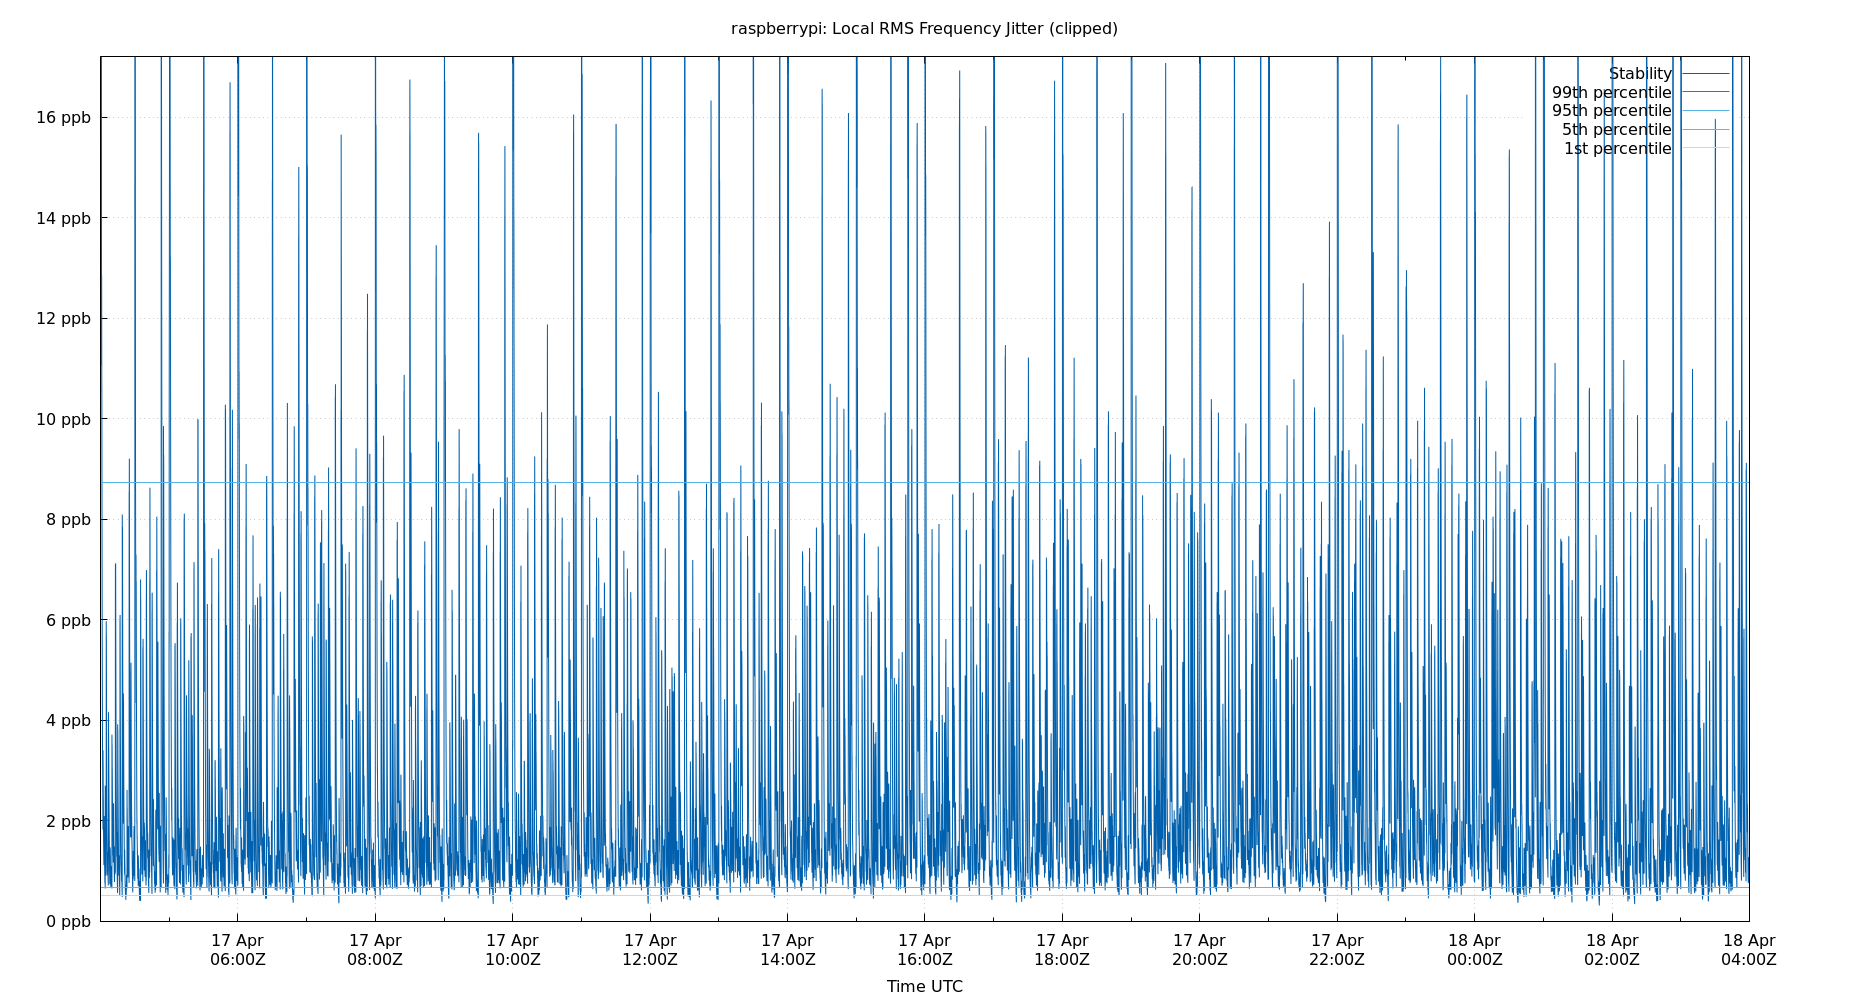 raspberrypi: Local RMS Frequency Jitter (clipped)
Stability
99th percentile
95th percentile
5th percentile
1st percentile
16 ppb
14 ppb
12 ppb
10 ppb
8 ppb
6 ppb
4 ppb
2 ppb
0 ppb
17 Apr 17 Apr 17 Apr 17 Apr 17 Apr 17 Apr 17 Apr 17 Apr 17 Apr 18 Apr 18 Apr 18 Apr
06:00Z 08:00Z 10:00Z 12:00Z 14:00Z 16:00Z 18:00Z 20:00Z 22:00Z 00:00Z 02:00Z 04:00Z
Time UTC